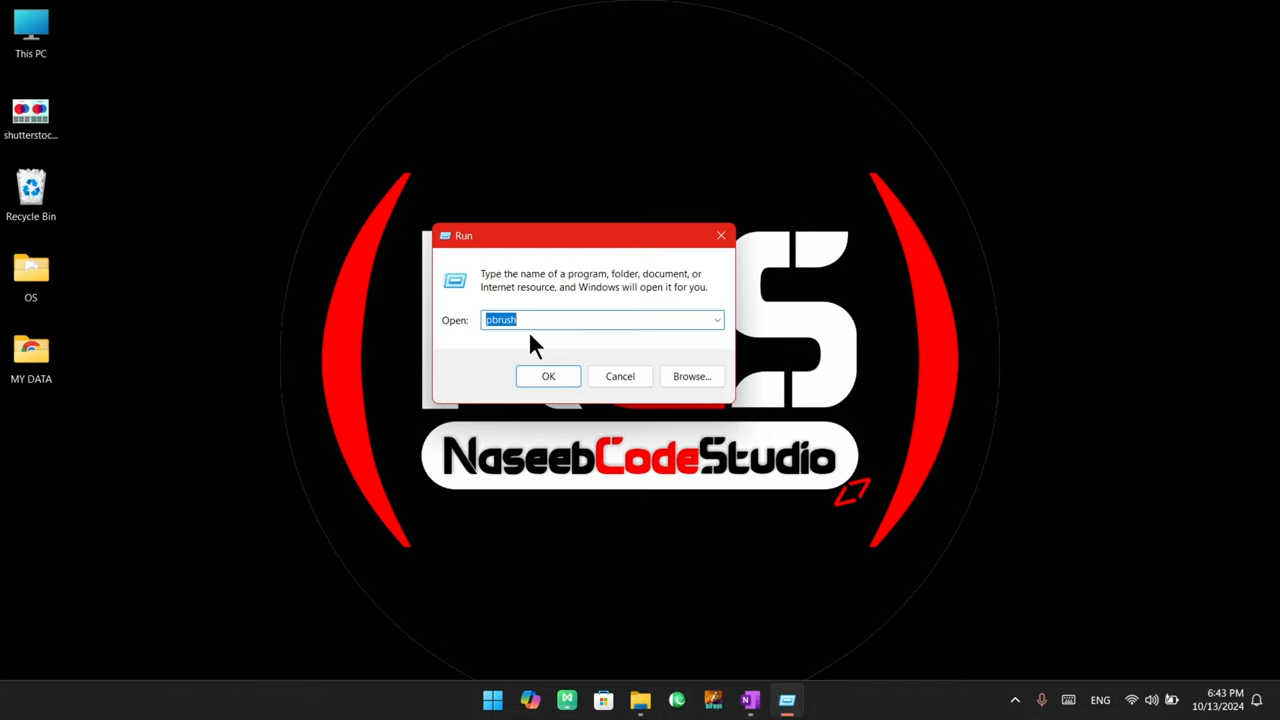 This PC
shutterstoc...
Recycle Bin
OS
MY DATA
Run
Type the name of a program, folder, document, or
Internet resource, and Windows will open it for you.
Open:
pbrush
OK
Cancel
Browse...
NaseebCodeStudio
ENG
6:43 PM
10/13/2024